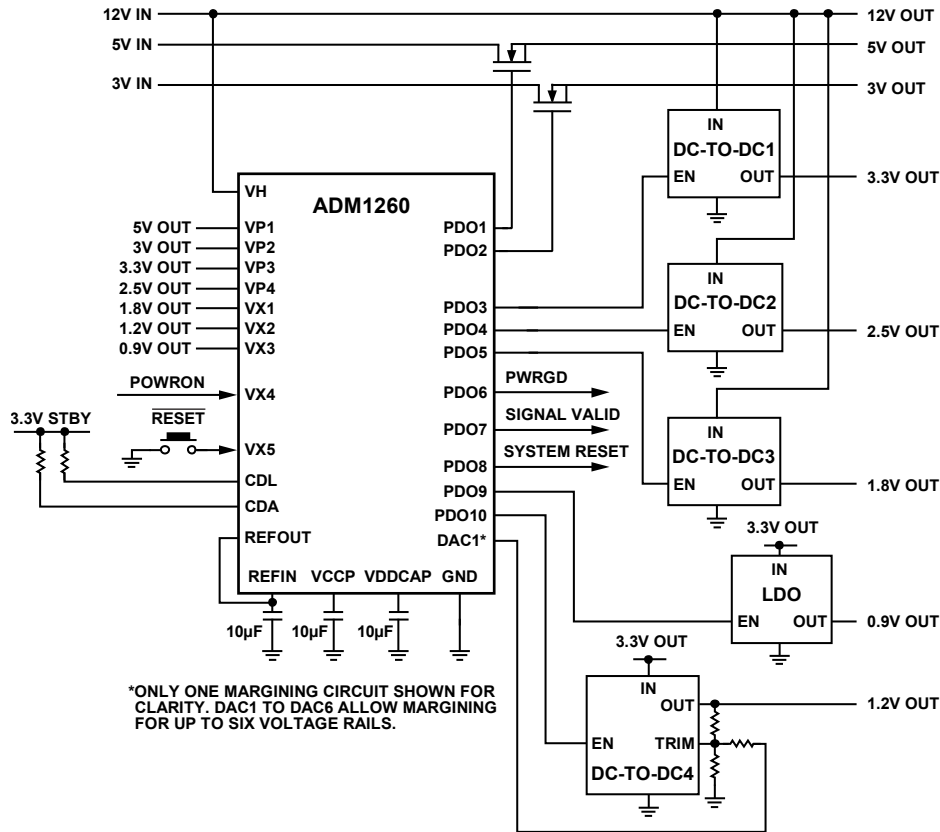 12V IN
12V OUT
5V IN
5V OUT
3V IN
3V OUT
IN
DC-TO-DC1
EN OUT
3.3V OUT
ADM1260
VH
5V OUT VP1
3V OUT VP2
3.3V OUT VP3
2.5V OUT VP4
1.8V OUT VX1
1.2V OUT VX2
0.9V OUT VX3
POWRON
VX4
3.3V STBY
RESET
VX5
CDL
CDA
REFOUT
PDO1
PDO2
PDO3
PDO4
PDO5
PDO6
PWRGD
PDO7
SIGNAL VALID
PDO8
SYSTEM RESET
PDO9
PDO10
DAC1*
REFIN VCCP VDDCAP GND
10µF 10µF 10µF
IN
DC-TO-DC2
EN OUT
2.5V OUT
IN
DC-TO-DC3
EN OUT
1.8V OUT
3.3V OUT
IN
LDO
EN OUT
0.9V OUT
3.3V OUT
IN
OUT
1.2V OUT
EN
TRIM
DC-TO-DC4
*ONLY ONE MARGINING CIRCUIT SHOWN FOR
CLARITY. DAC1 TO DAC6 ALLOW MARGINING
FOR UP TO SIX VOLTAGE RAILS.